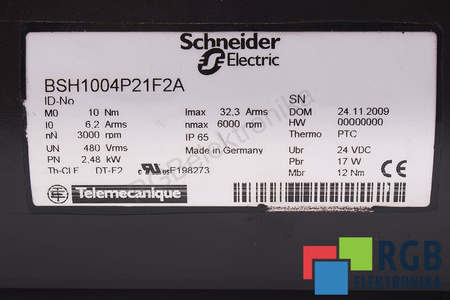 Schneider
Electric
BSH1004P21F2A
ID-No
SN
M0 10 Nm Imax 32,3 Arms DOM 24.11.2009
I0 6,2 Arms nmax 6000 rpm HW 00000000
nN 3000 rpm IP 65 Thermo PTC
UN 480 Vrms Made in Germany Ubr 24 VDC
PN 2,48 kW Pbr 17 W
Th-CLF DT-F2 c RU us E198273 Mbr 12 Nm
Telemecanique
RGBelektronika
RGB
ELEKTRONIKA